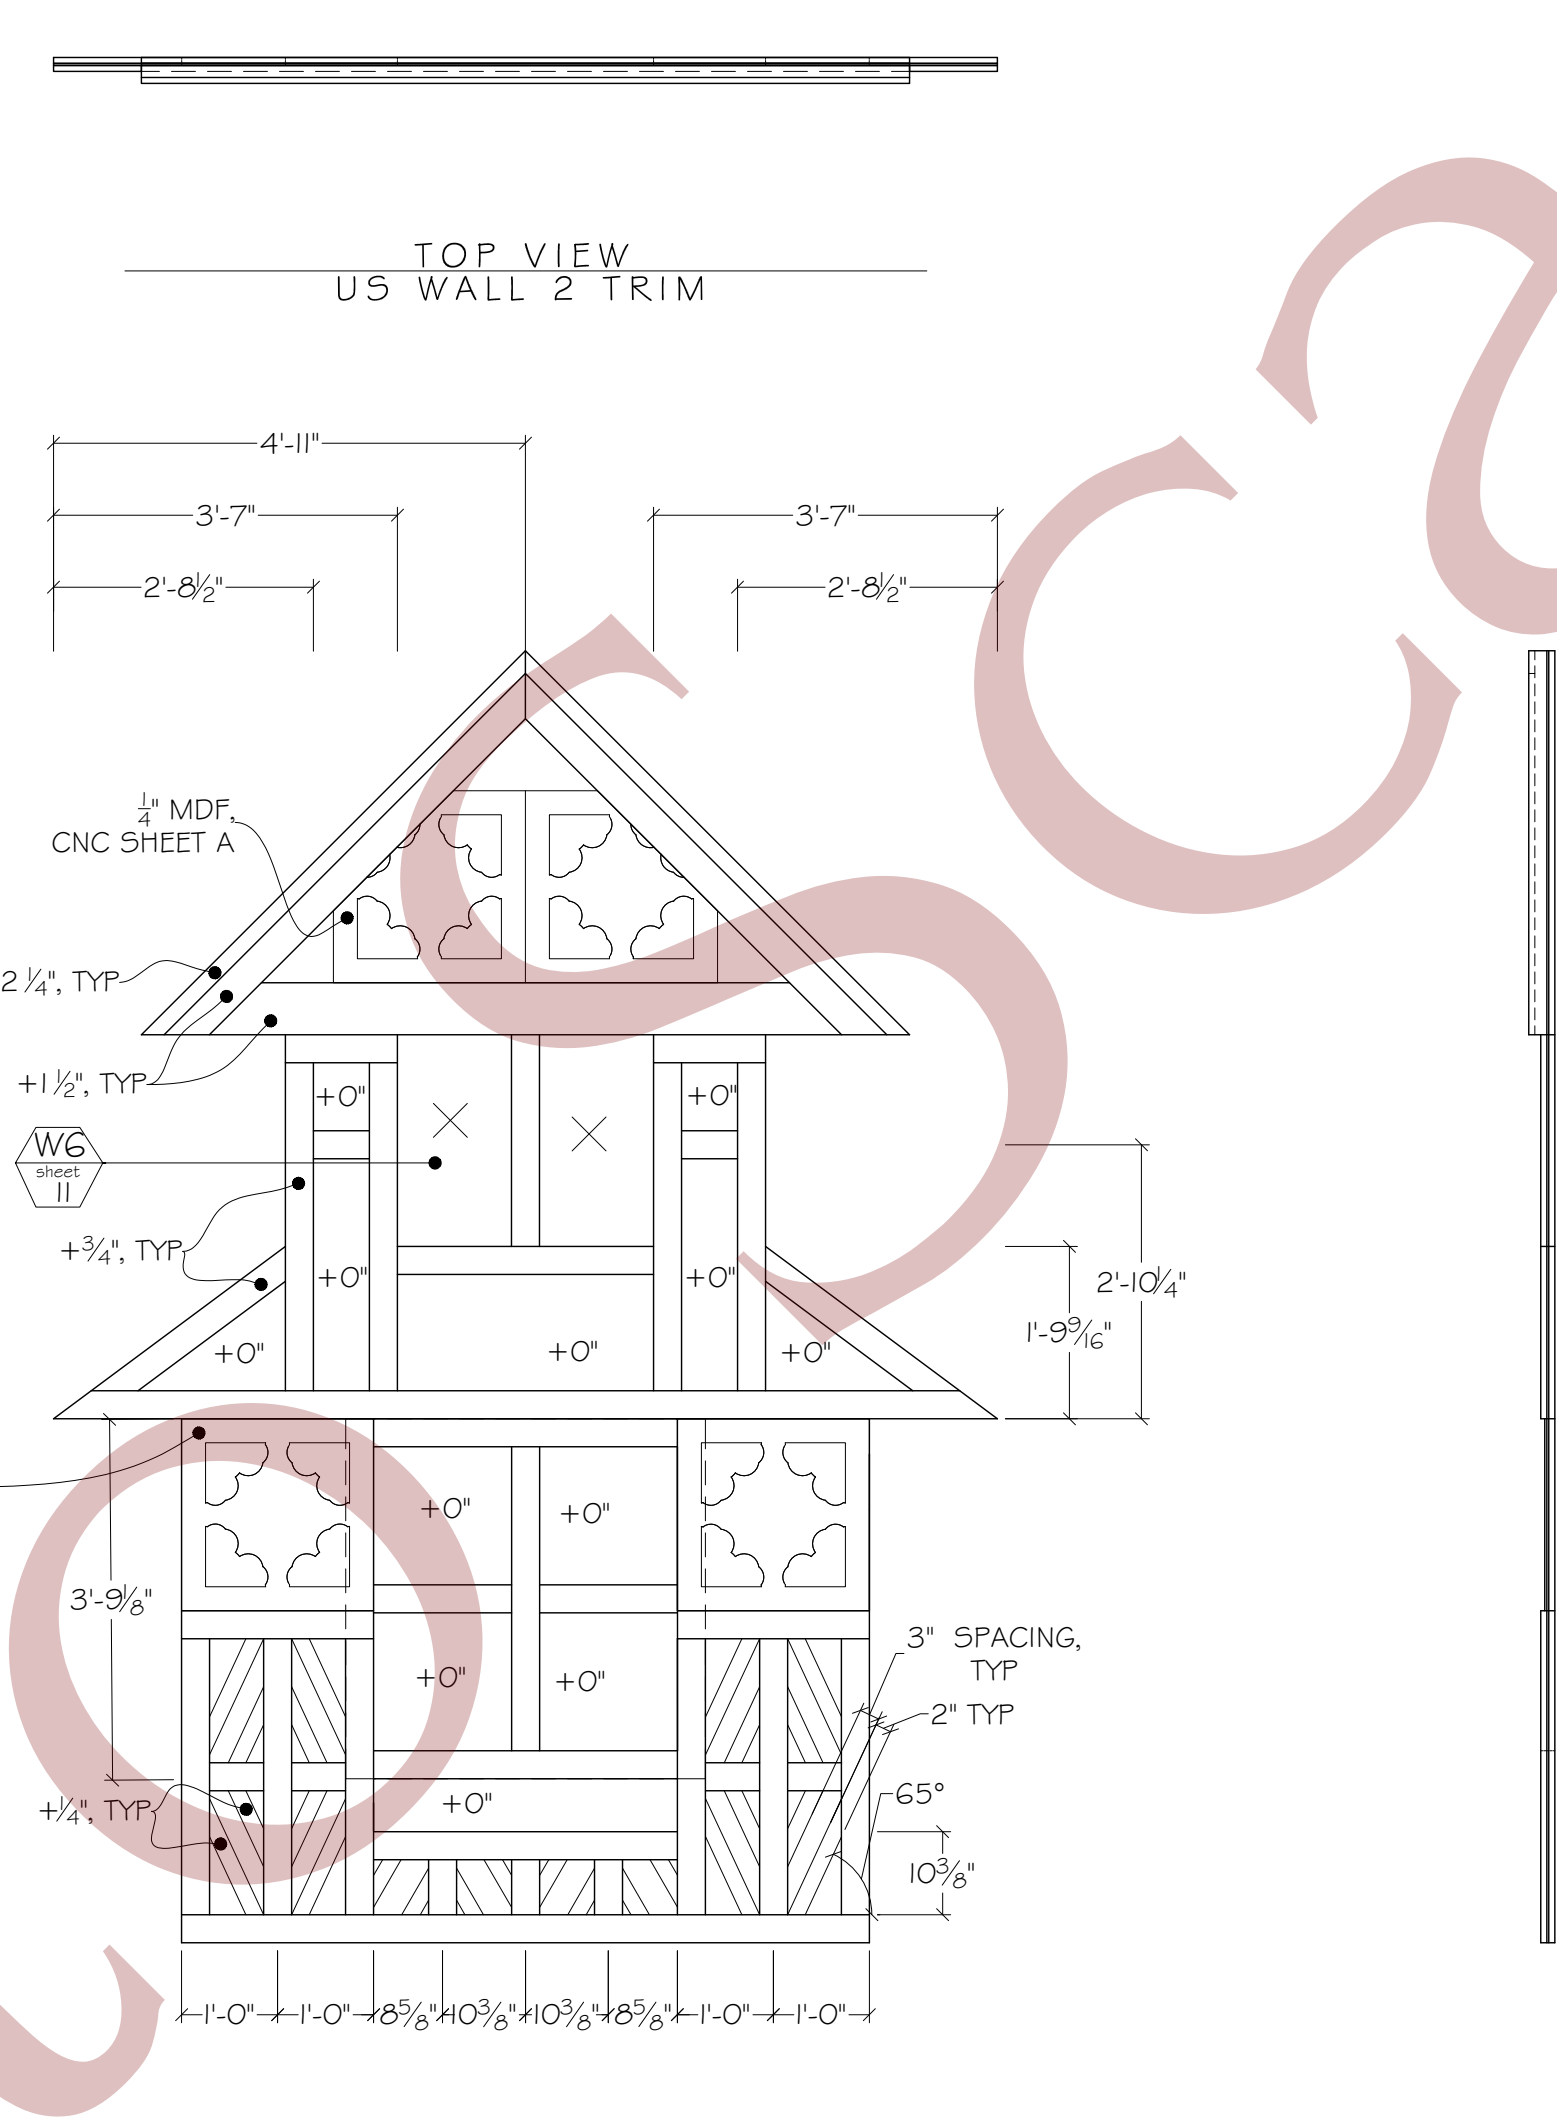 TOP VIEW
US WALL 2 TRIM
4'-11"
3'-7"
3'-7"
2'-8½"
2'-8½"
¼" MDF,
CNC SHEET A
2¼", TYP
+1½", TYP
+0"
+0"
W6
sheet
11
+¾", TYP
+0"
+0"
2'-10¼"
1'-9⁹⁄₁₆"
+0"
+0"
+0"
+0"
+0"
3'-9⅛"
3" SPACING,
TYP
+0"
+0"
2" TYP
65°
+¼", TYP
+0"
10⅜"
1'-0"
1'-0"
8⅝"
10⅜"
10⅜"
8⅝"
1'-0"
1'-0"